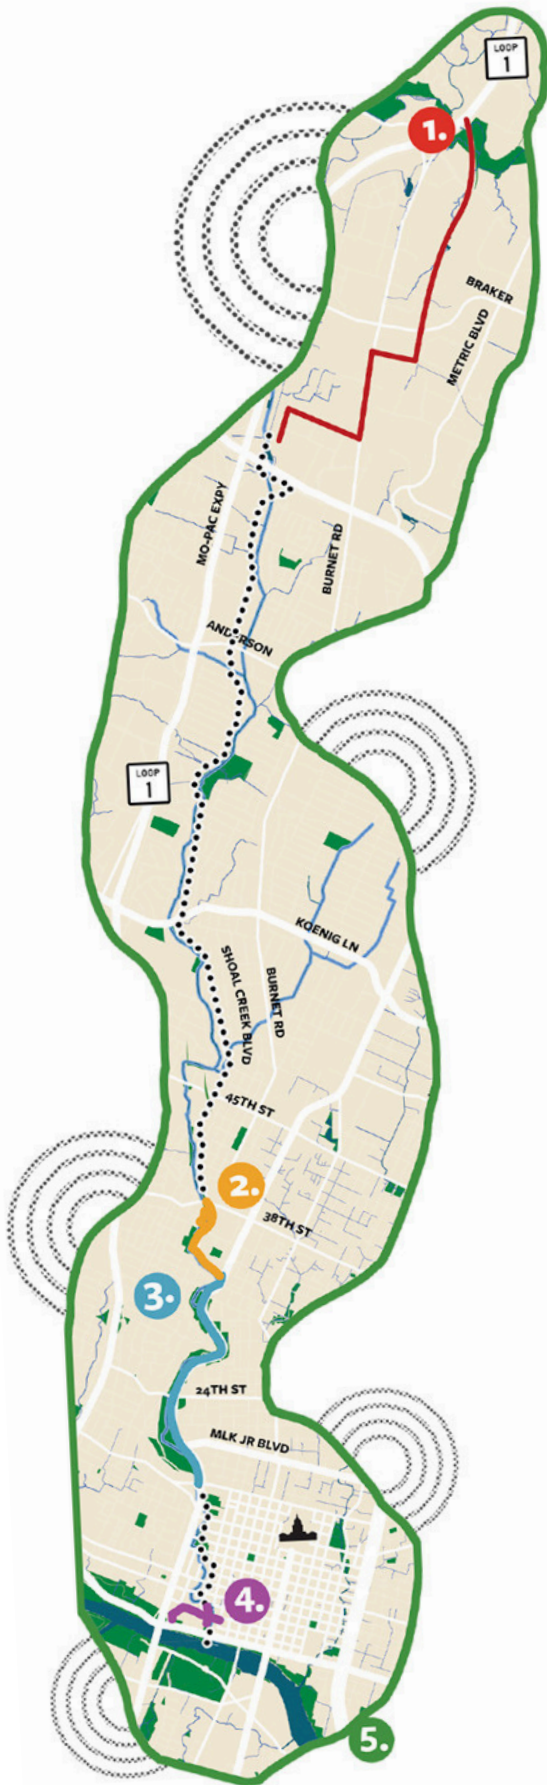 LOOP
1
1.
BRAKER
METRIC BLVD
MO-PAC EXPY
BURNET RD
ANDERSON
LOOP
1
KOENIG LN
SHOAL CREEK BLVD
BURNET RD
45TH ST
2.
38TH ST
3.
24TH ST
MLK JR BLVD
4.
5.